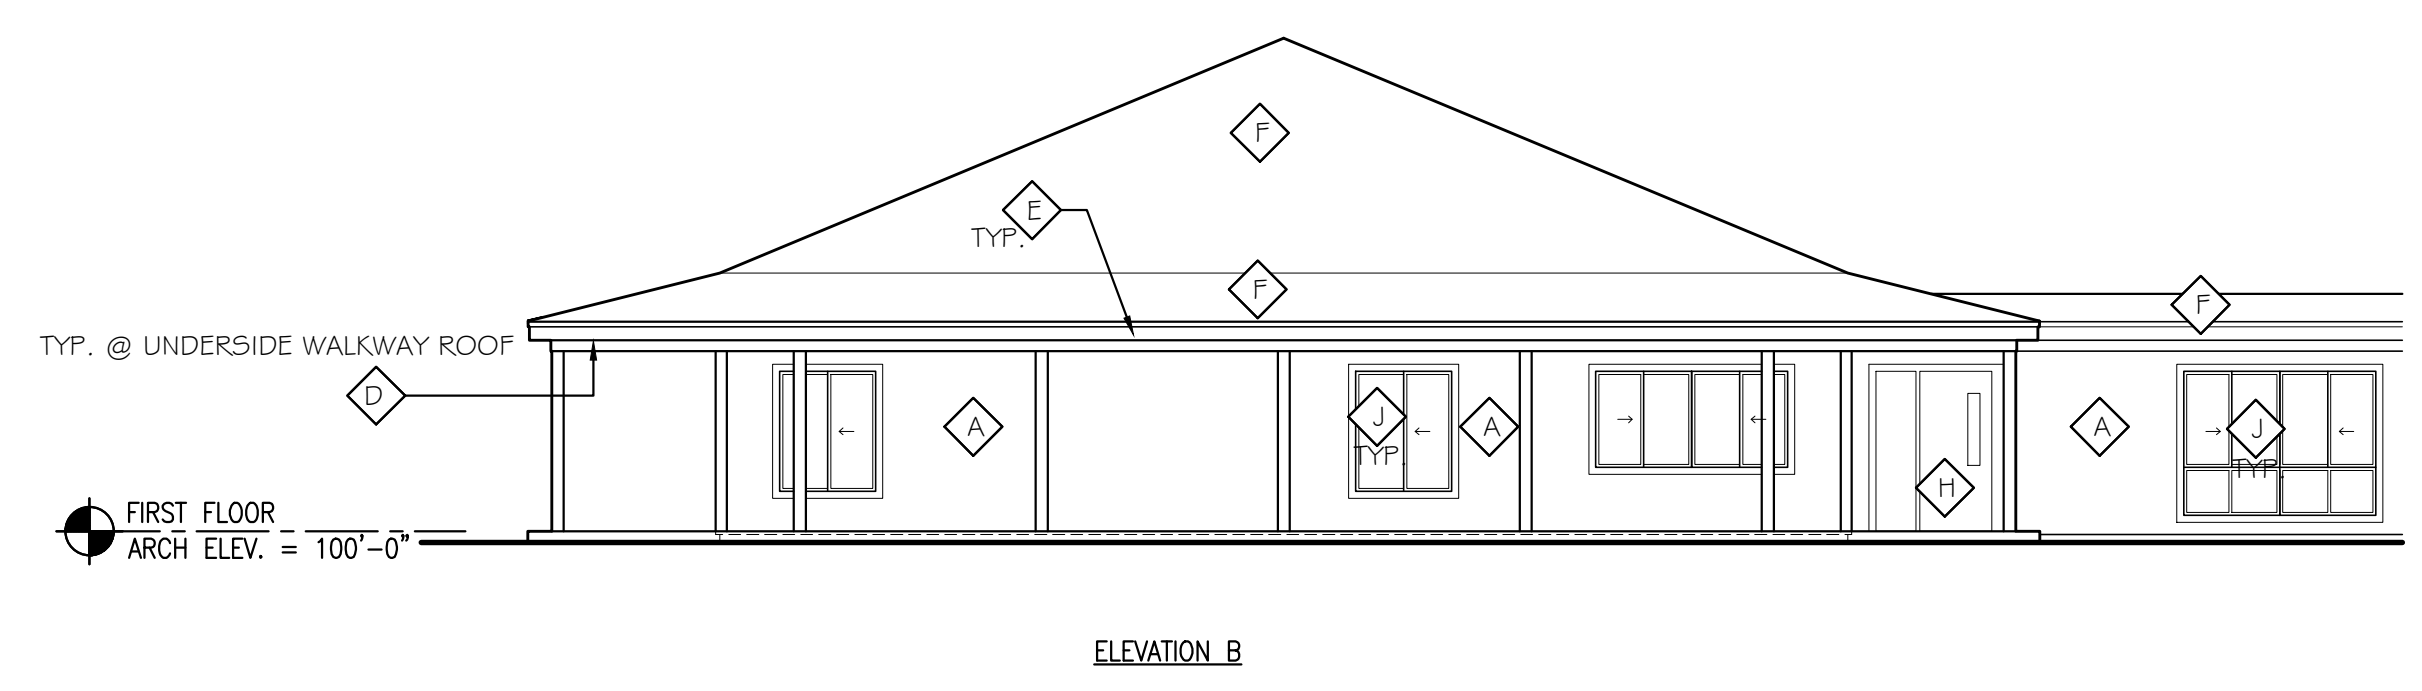 F
E
TYP.
F
F
TYP. @ UNDERSIDE WALKWAY ROOF
D
A
J
TYP.
A
H
A
J
TYP.
FIRST FLOOR
ARCH ELEV. = 100'-0"
ELEVATION B